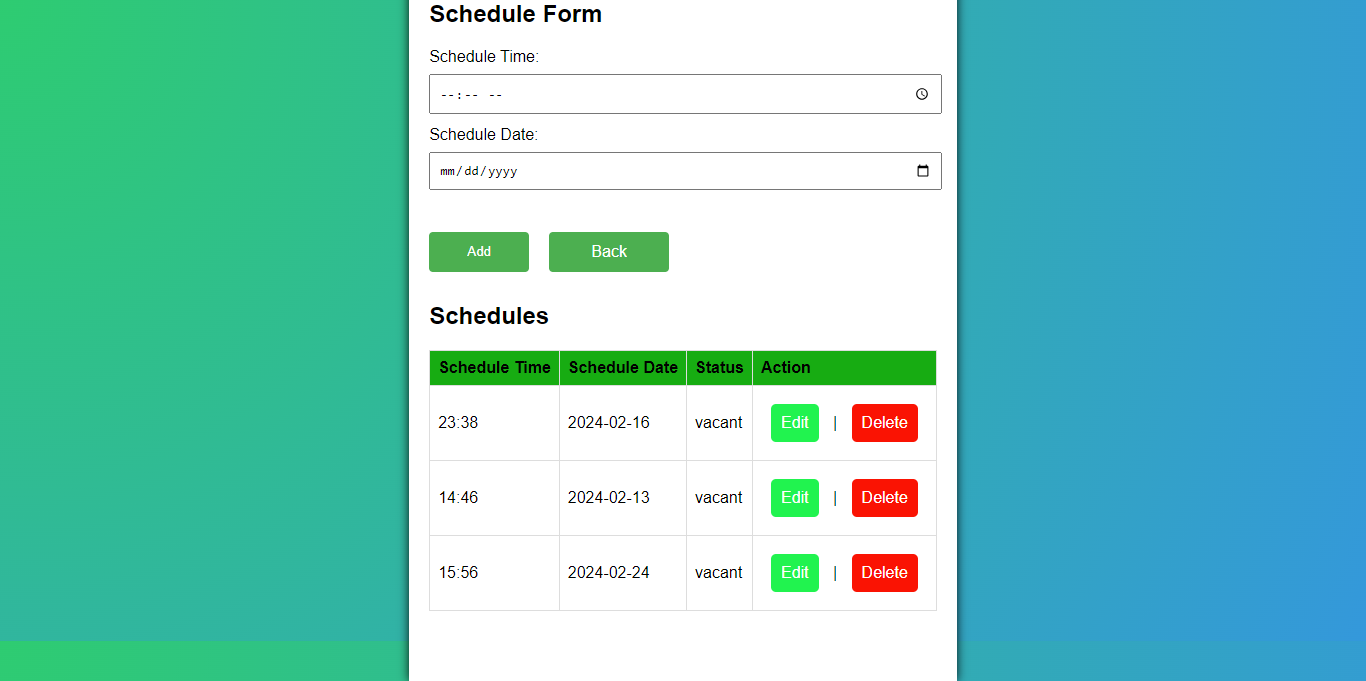 Schedule Form
Schedule Time:
--:-- --
Schedule Date:
mm/dd/yyyy
Add Back
Schedules
Schedule Time Schedule Date Status Action
23:38 2024-02-16 vacant Edit | Delete
14:46 2024-02-13 vacant Edit | Delete
15:56 2024-02-24 vacant Edit | Delete